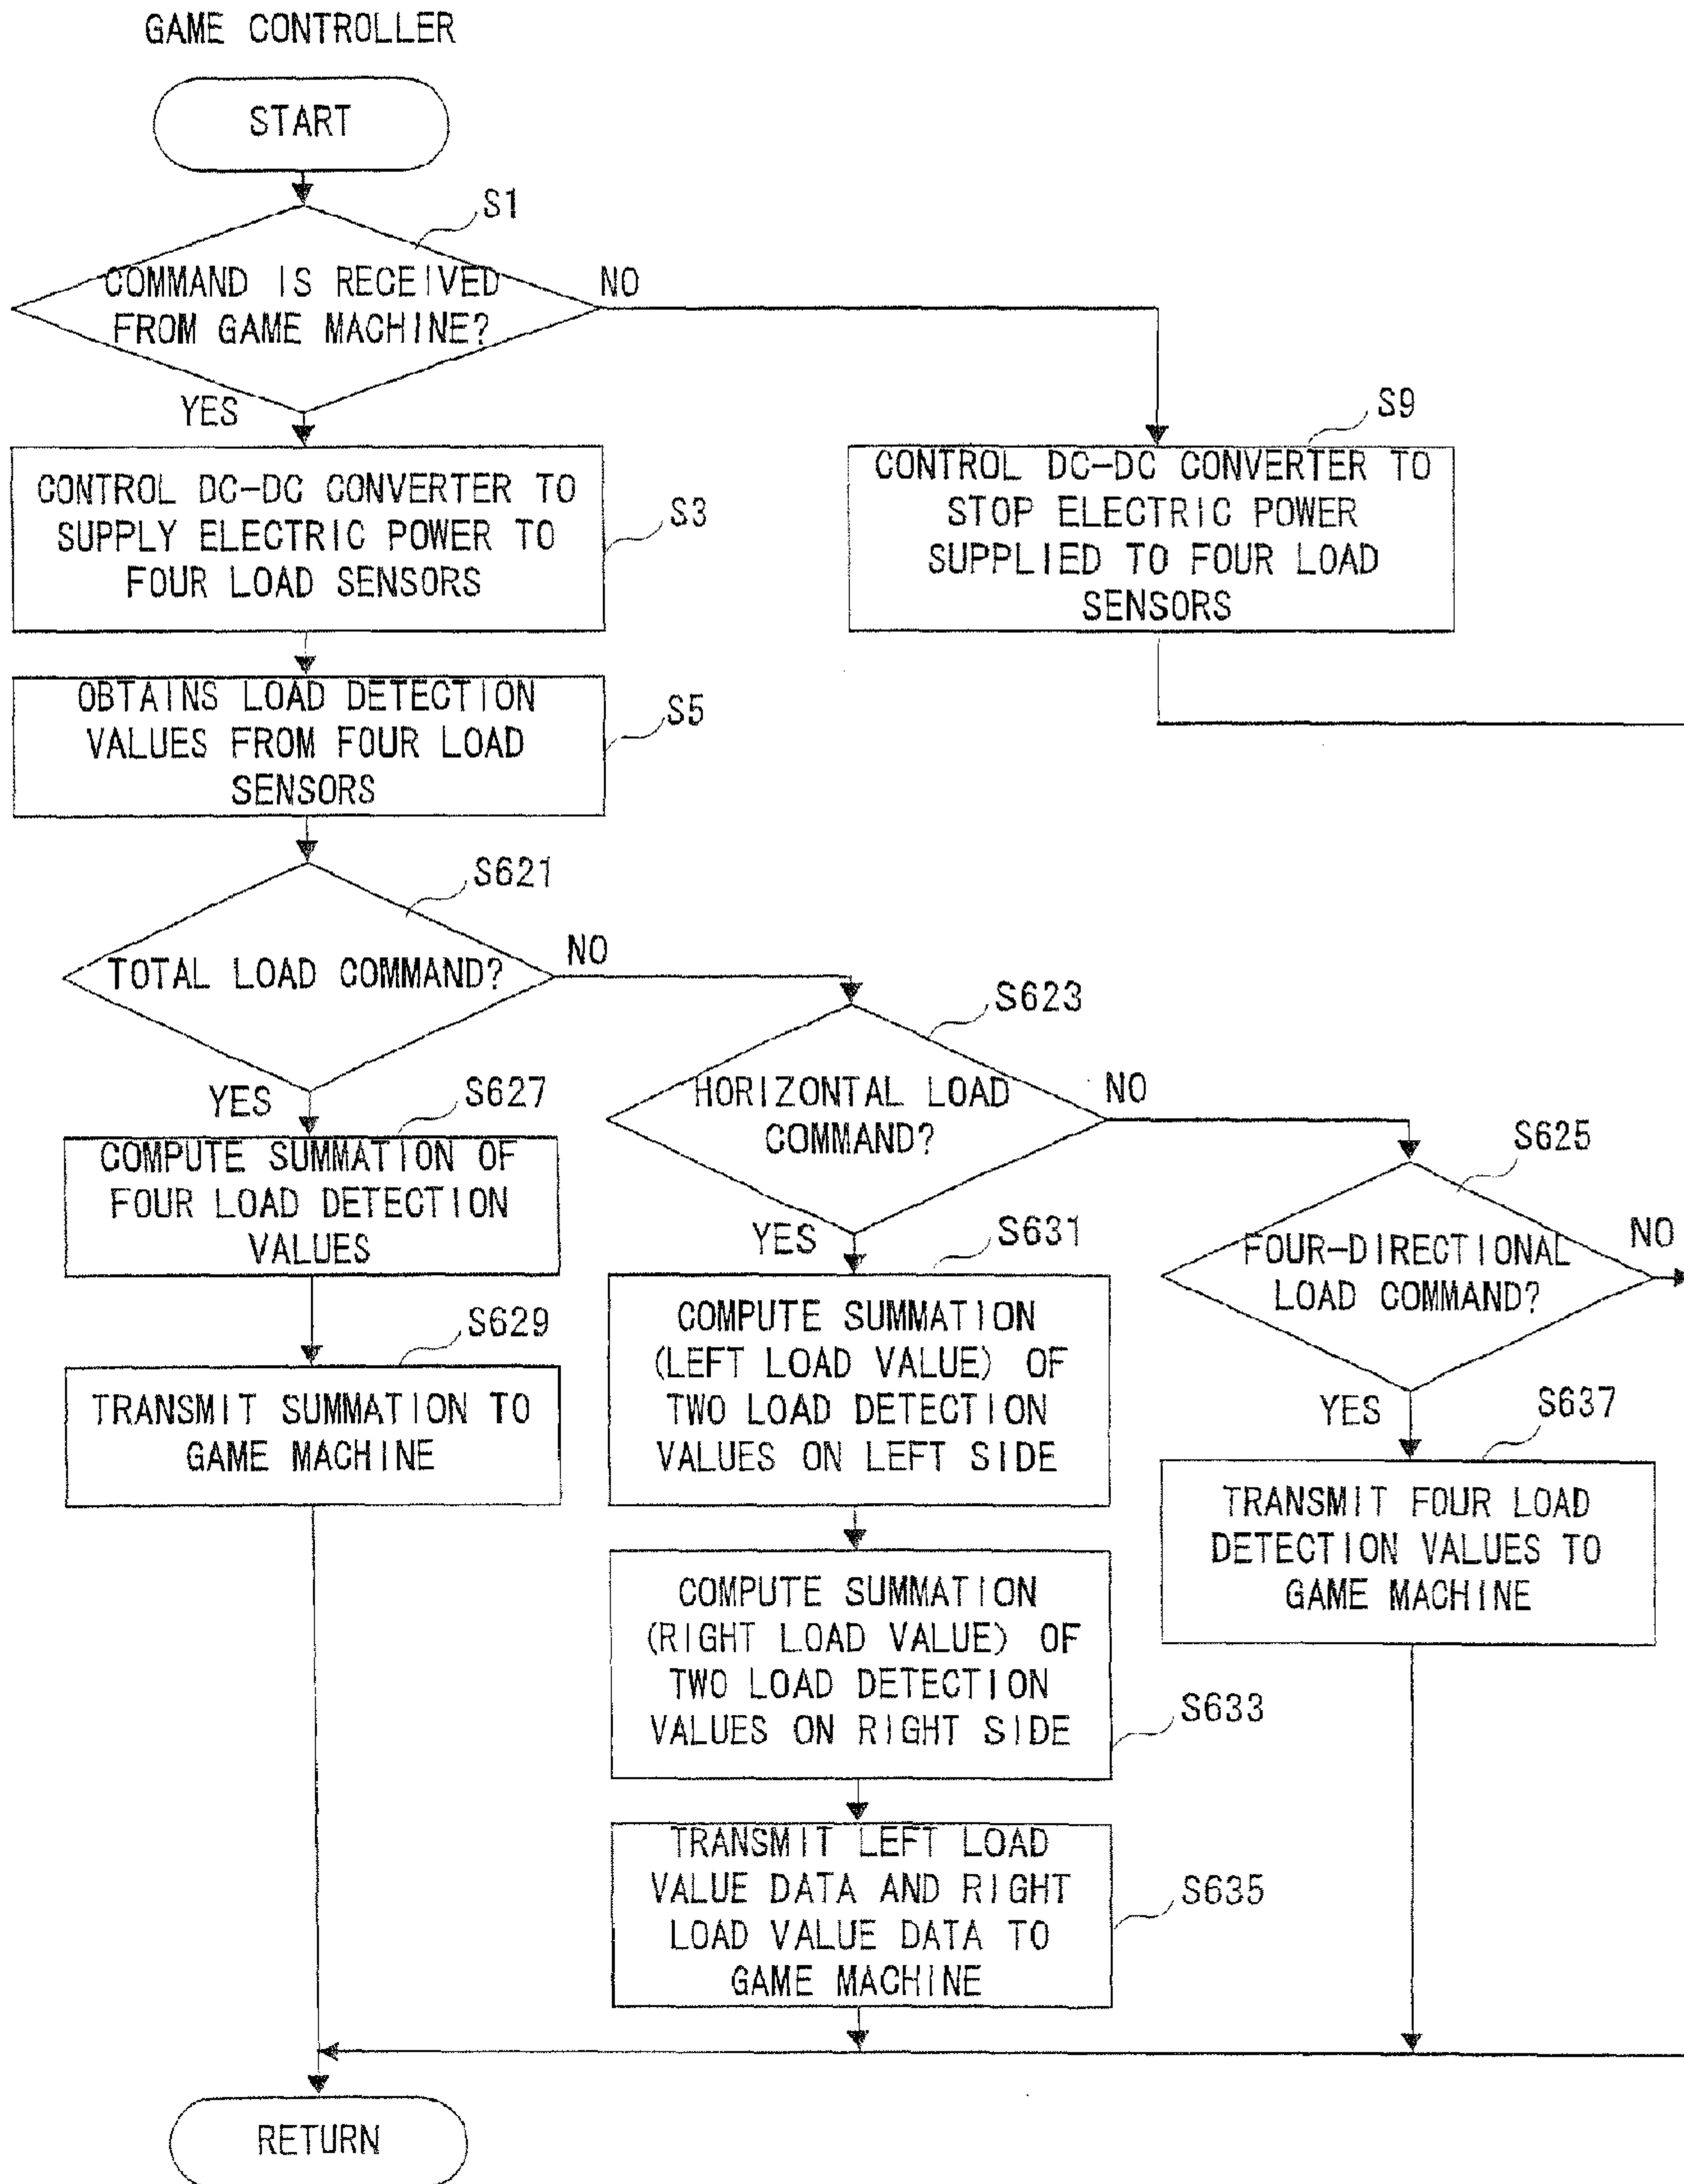 GAME CONTROLLER
START
S1
COMMAND IS RECEIVED
FROM GAME MACHINE?
NO
YES
S9
CONTROL DC-DC CONVERTER TO
SUPPLY ELECTRIC POWER TO
FOUR LOAD SENSORS
S3
CONTROL DC-DC CONVERTER TO
STOP ELECTRIC POWER
SUPPLIED TO FOUR LOAD
SENSORS
OBTAINS LOAD DETECTION
VALUES FROM FOUR LOAD
SENSORS
S5
S621
TOTAL LOAD COMMAND?
NO
YES
S623
HORIZONTAL LOAD
COMMAND?
NO
YES
S625
FOUR-DIRECTIONAL
LOAD COMMAND?
NO
YES
S627
COMPUTE SUMMATION OF
FOUR LOAD DETECTION
VALUES
S629
TRANSMIT SUMMATION TO
GAME MACHINE
S631
COMPUTE SUMMATION
(LEFT LOAD VALUE) OF
TWO LOAD DETECTION
VALUES ON LEFT SIDE
S637
TRANSMIT FOUR LOAD
DETECTION VALUES TO
GAME MACHINE
COMPUTE SUMMATION
(RIGHT LOAD VALUE) OF
TWO LOAD DETECTION
VALUES ON RIGHT SIDE
S633
TRANSMIT LEFT LOAD
VALUE DATA AND RIGHT
LOAD VALUE DATA TO
GAME MACHINE
S635
RETURN